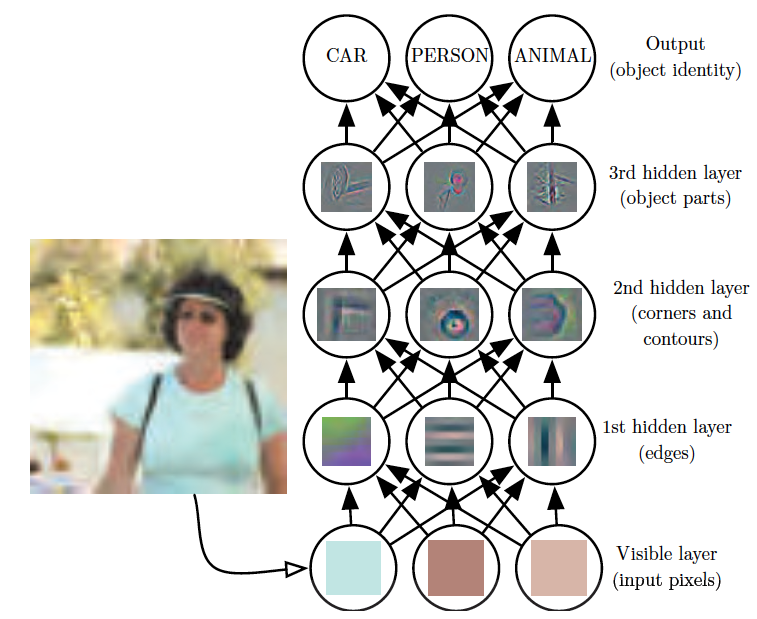 CAR PERSON ANIMAL
Output
(object identity)
3rd hidden layer
(object parts)
2nd hidden layer
(corners and
contours)
1st hidden layer
(edges)
Visible layer
(input pixels)